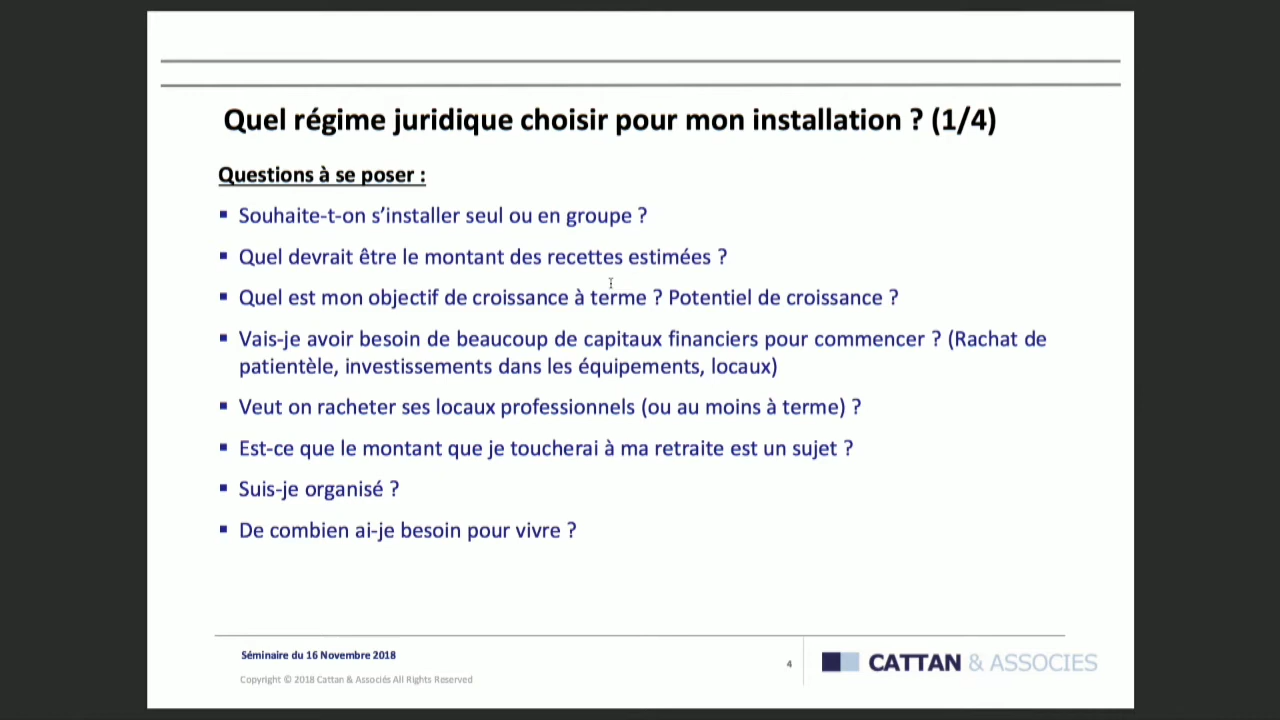 Quel régime juridique choisir pour mon installation ? (1/4)
Questions à se poser :
▪ Souhaite-t-on s’installer seul ou en groupe ?
▪ Quel devrait être le montant des recettes estimées ?
▪ Quel est mon objectif de croissance à terme ? Potentiel de croissance ?
▪ Vais-je avoir besoin de beaucoup de capitaux financiers pour commencer ? (Rachat de
patientèle, investissements dans les équipements, locaux)
▪ Veut on racheter ses locaux professionnels (ou au moins à terme) ?
▪ Est-ce que le montant que je toucherai à ma retraite est un sujet ?
▪ Suis-je organisé ?
▪ De combien ai-je besoin pour vivre ?
Séminaire du 16 Novembre 2018
Copyright © 2018 Cattan & Associés All Rights Reserved
4
CATTAN & ASSOCIES